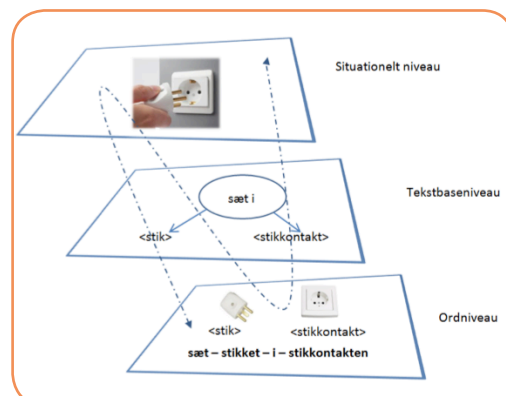 Situationelt niveau
Tekstbaseniveau
sæt i
<stik> <stikkontakt>
Ordniveau
<stik> <stikkontakt>
sæt – stikket – i – stikkontakten